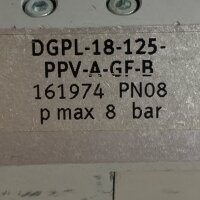 DGPL-18-125-
PPV-A-GF-B
161974 PN08
p max 8 bar